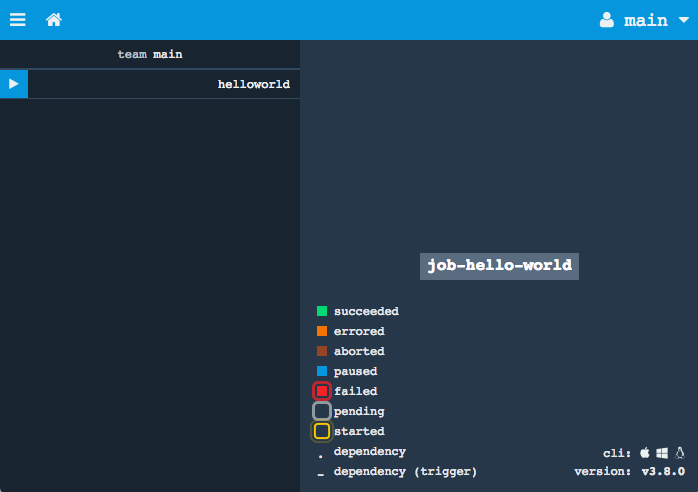 main
team main
helloworld
job-hello-world
succeeded
errored
aborted
paused
failed
pending
started
. dependency
– dependency (trigger)
cli:
version: v3.8.0